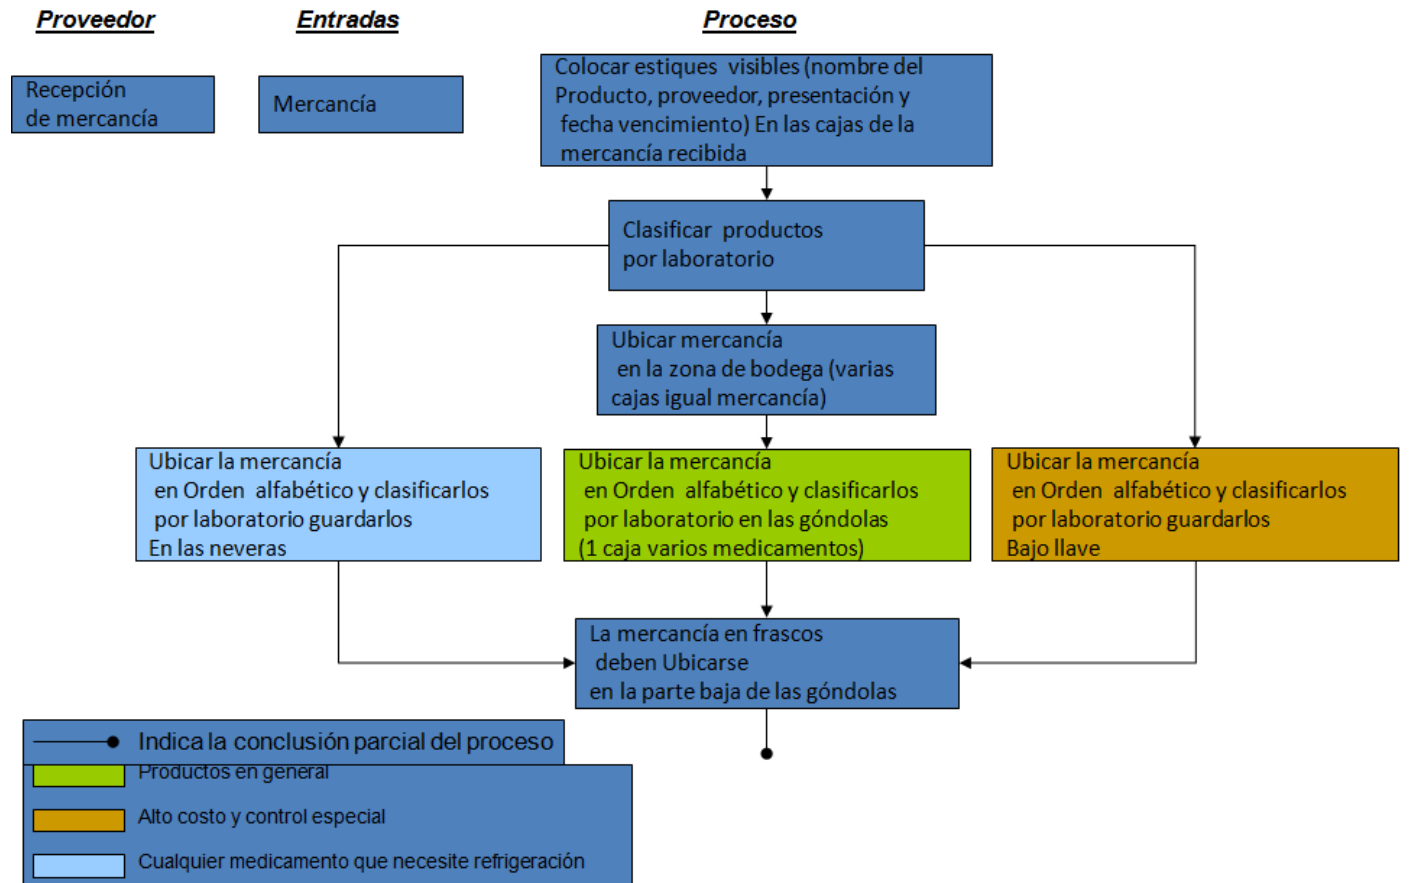 Proveedor
Entradas
Proceso
Recepción
de mercancía
Mercancía
Colocar estiques visibles (nombre del
Producto, proveedor, presentación y
fecha vencimiento) En las cajas de la
mercancía recibida
Clasificar productos
por laboratorio
Ubicar mercancía
en la zona de bodega (varias
cajas igual mercancía)
Ubicar la mercancía
en Orden alfabético y clasificarlos
por laboratorio guardarlos
En las neveras
Ubicar la mercancía
en Orden alfabético y clasificarlos
por laboratorio en las góndolas
(1 caja varios medicamentos)
Ubicar la mercancía
en Orden alfabético y clasificarlos
por laboratorio guardarlos
Bajo llave
La mercancía en frascos
deben Ubicarse
en la parte baja de las góndolas
Indica la conclusión parcial del proceso
Productos en general
Alto costo y control especial
Cualquier medicamento que necesite refrigeración